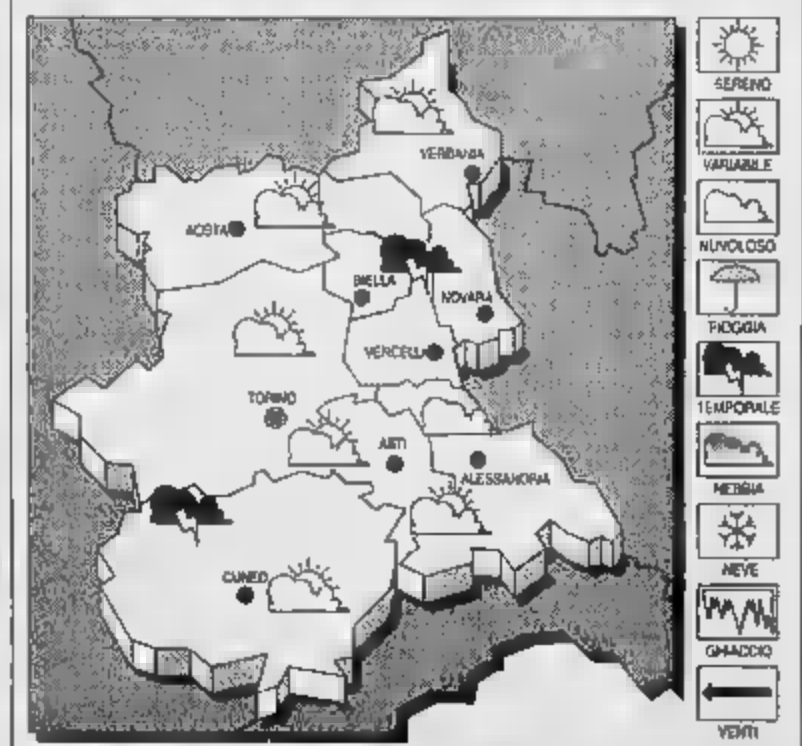 VERBANIA
AOSTA
BIELLA
NOVARA
VERCELLI
TORINO
ASTI
ALESSANDRIA
CUNEO
SERENO
VARIABILE
NUVOLOSO
PIOGGIA
TEMPORALE
NEBBIA
NEVE
GHIACCIO
VENTI